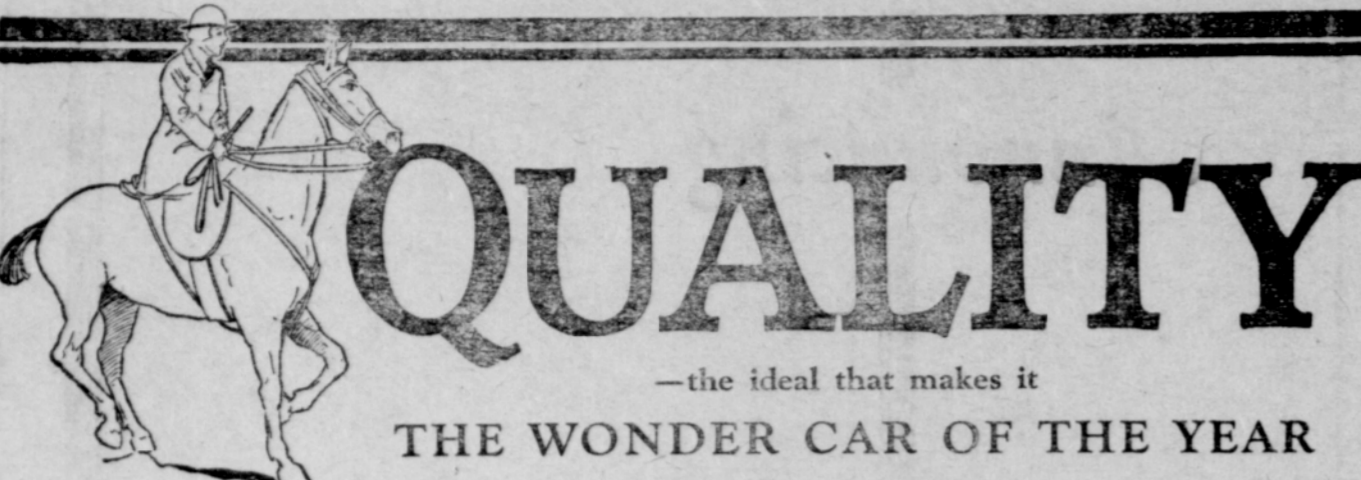 QUALITY
—the ideal that makes it
THE WONDER CAR OF THE YEAR